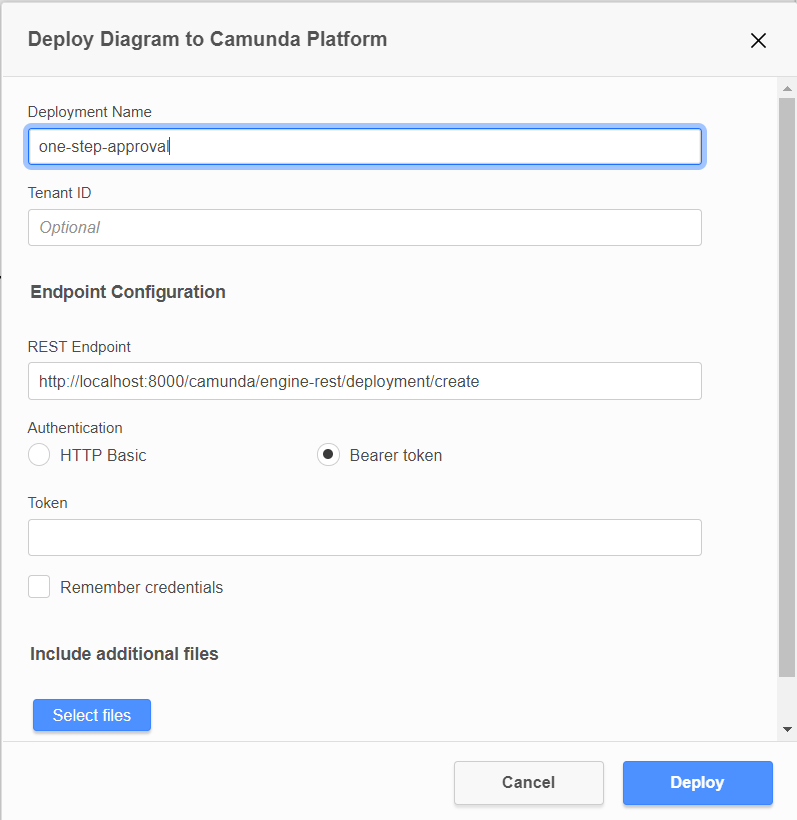 Deploy Diagram to Camunda Platform
Deployment Name
one-step-approval
Tenant ID
Optional
Endpoint Configuration
REST Endpoint
http://localhost:8000/camunda/engine-rest/deployment/create
Authentication
HTTP Basic Bearer token
Token
Remember credentials
Include additional files
Select files
Cancel Deploy